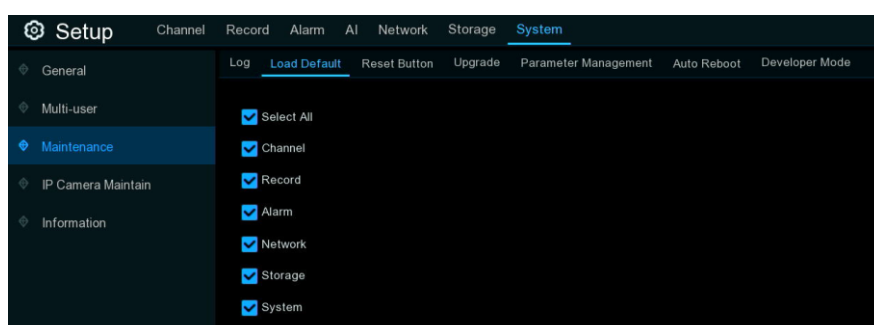 Setup Channel Record Alarm AI Network Storage System
General
Multi-user
Maintenance
IP Camera Maintain
Information
Log Load Default Reset Button Upgrade Parameter Management Auto Reboot Developer Mode
Select All
Channel
Record
Alarm
Network
Storage
System